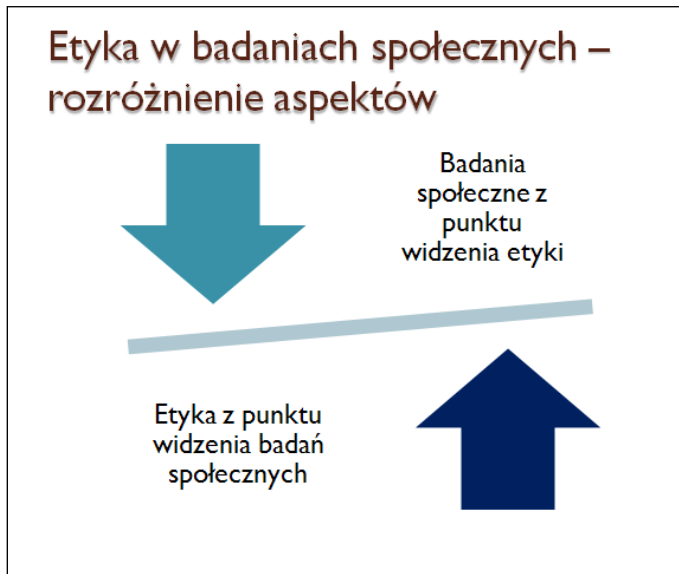 Etyka w badaniach społecznych –
rozróżnienie aspektów
Badania
społeczne z
punktu
widzenia etyki
Etyka z punktu
widzenia badań
społecznych